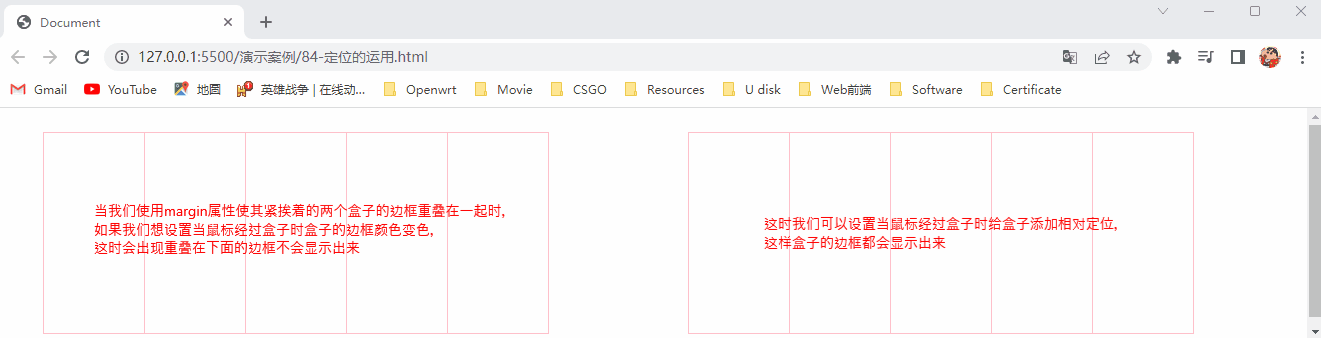 Document
127.0.0.1:5500/演示案例/84-定位的运用.html
Gmail YouTube 地图 英雄战争 | 在线动... Openwrt Movie CSGO Resources U disk Web前端 Software Certificate
当我们使用margin属性使其紧挨着的两个盒子的边框重叠在一起时,
如果我们想设置当鼠标经过盒子时盒子的边框颜色变色,
这时会出现重叠在下面的边框不会显示出来
这时我们可以设置当鼠标经过盒子时给盒子添加相对定位,
这样盒子的边框都会显示出来